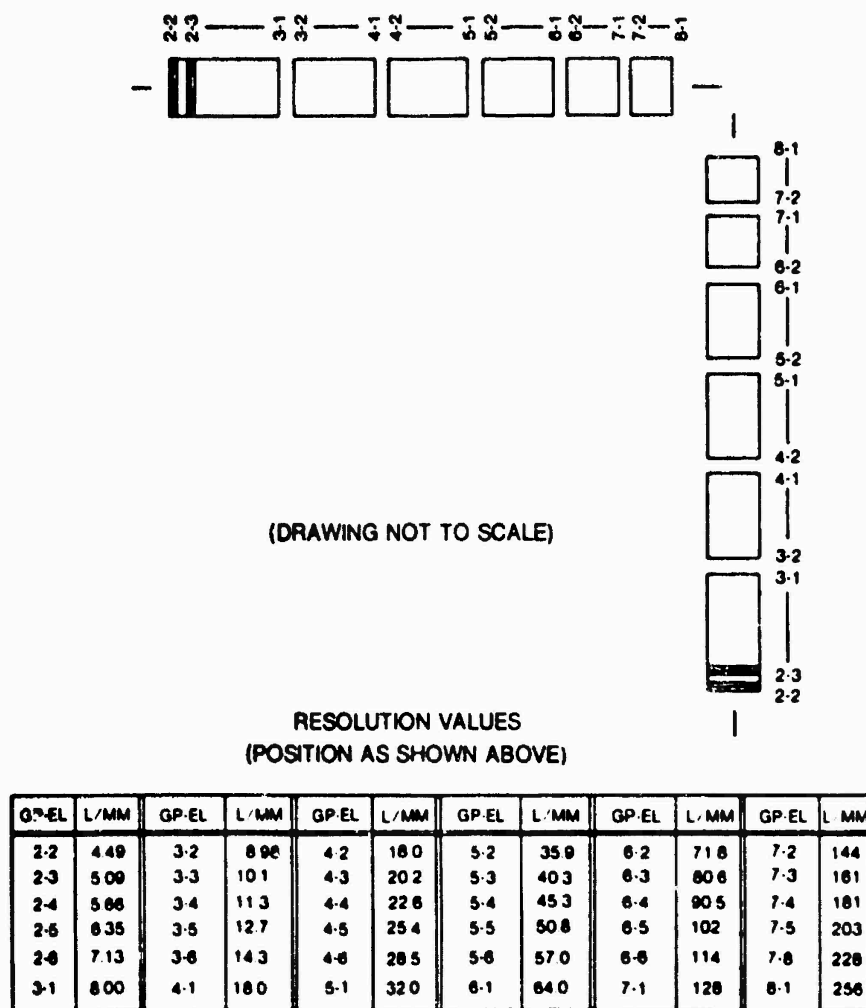 2-2 2-3 — 3-1 3-2 — 4-1 4-2 — 5-1 5-2 — 6-1 6-2 — 7-1 7-2 — 8-1
8-1
7-2
7-1
6-2
6-1
5-2
5-1
4-2
4-1
3-2
3-1
2-3
2-2
(DRAWING NOT TO SCALE)
RESOLUTION VALUES
(POSITION AS SHOWN ABOVE)
GP-EL L/MM GP-EL L/MM GP-EL L/MM GP-EL L/MM GP-EL L/MM GP-EL L/MM
2-2 4.49 3-2 8.98 4-2 18.0 5-2 35.9 6-2 71.8 7-2 144
2-3 5.09 3-3 10.1 4-3 20.2 5-3 40.3 6-3 80.6 7-3 161
2-4 5.66 3-4 11.3 4-4 22.6 5-4 45.3 6-4 90.5 7-4 181
2-5 6.35 3-5 12.7 4-5 25.4 5-5 50.8 6-5 102 7-5 203
2-6 7.13 3-6 14.3 4-6 28.5 5-6 57.0 6-6 114 7-6 228
3-1 8.00 4-1 16.0 5-1 32.0 6-1 64.0 7-1 128 8-1 256